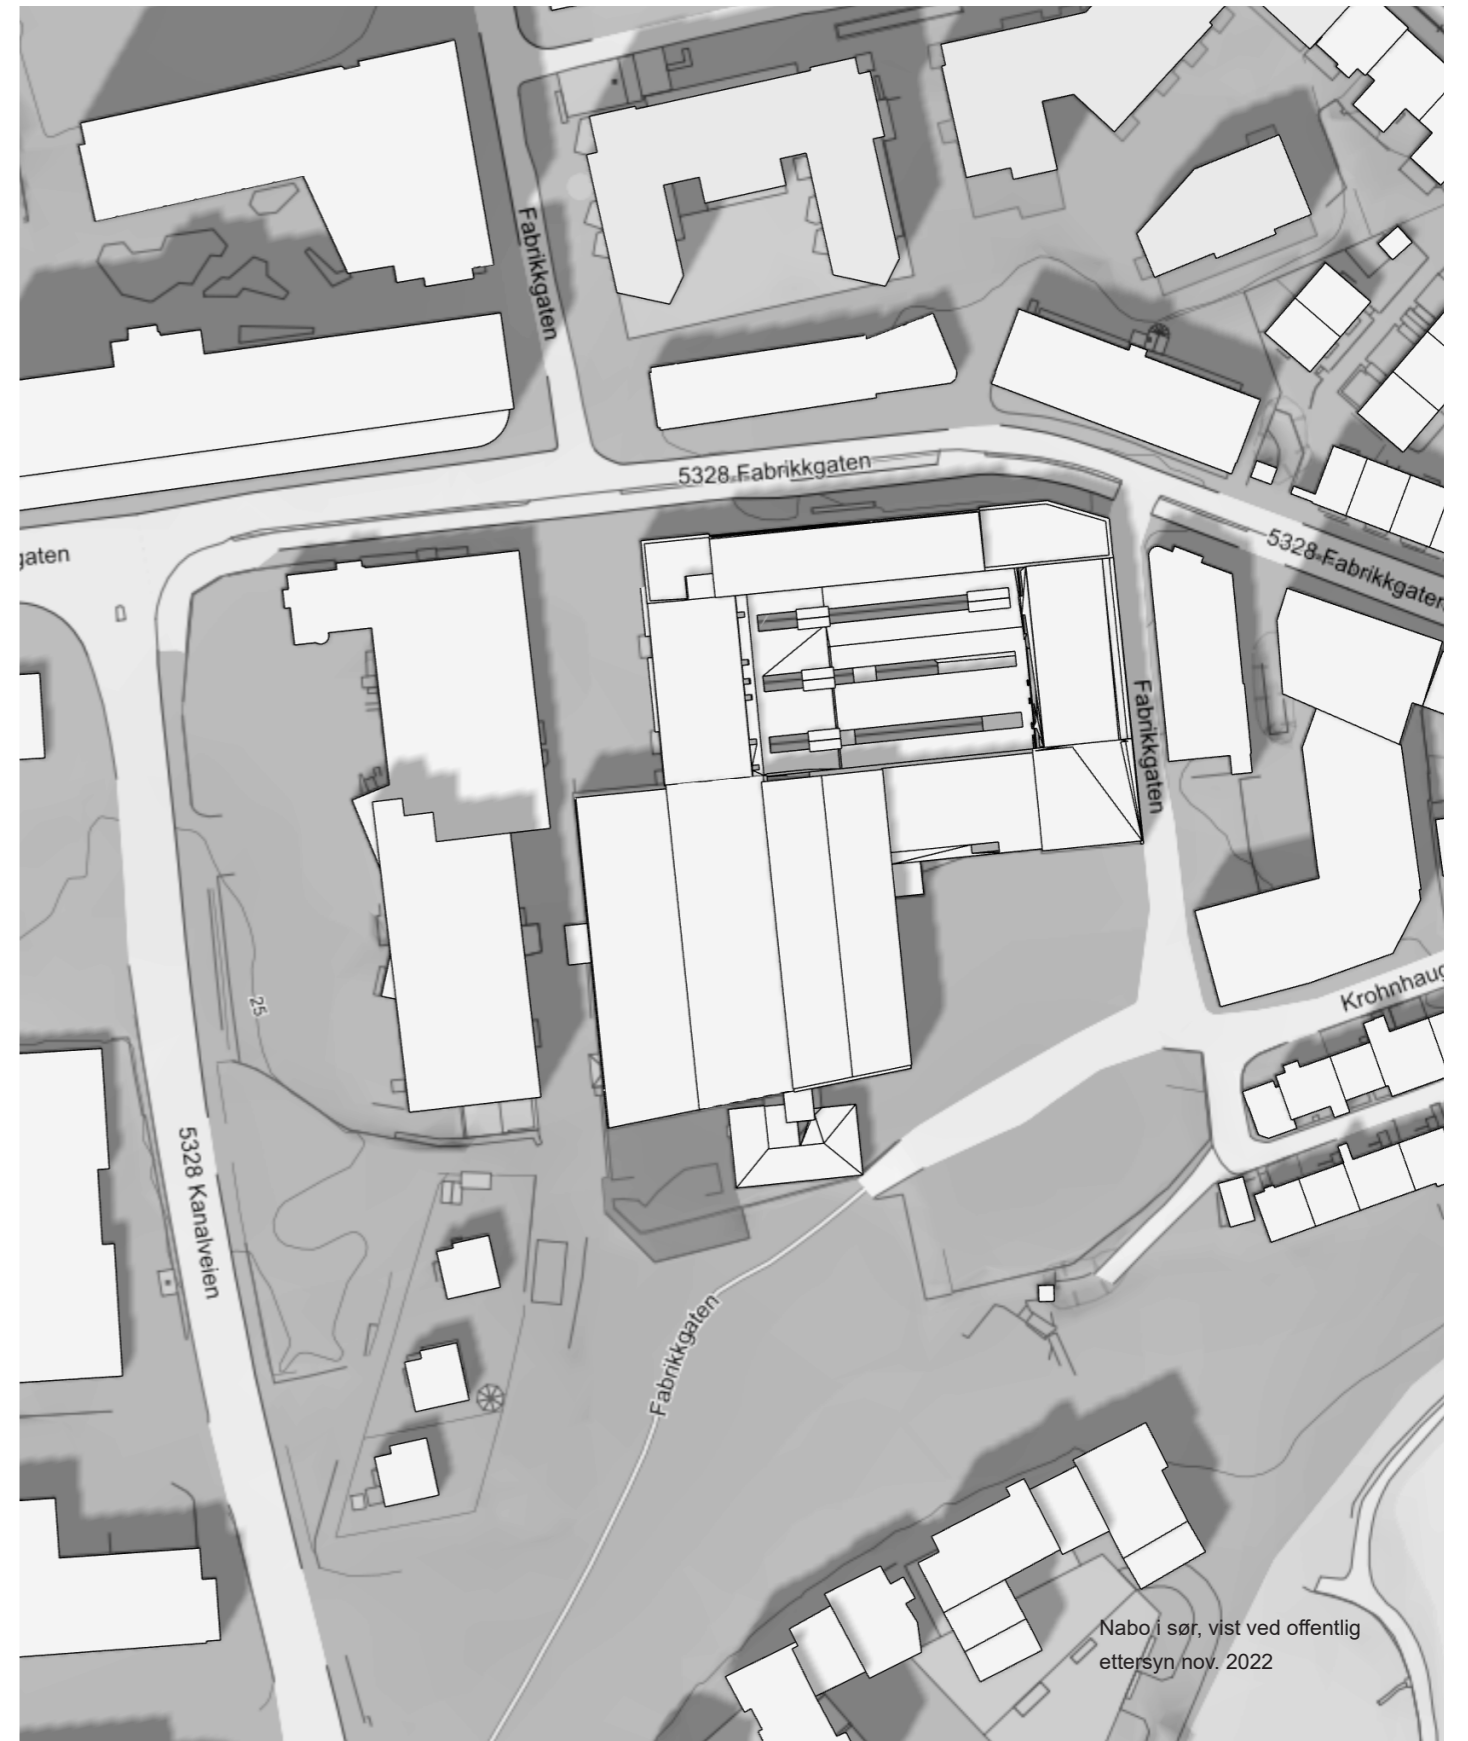 Fabrikkgaten
5328 Fabrikkgaten
gaten
5328 Fabrikkgaten
Fabrikkgaten
Krohnhaug
25
5328 Kanalveien
Fabrikkgaten
Nabo i sør, vist ved offentlig
ettersyn nov. 2022